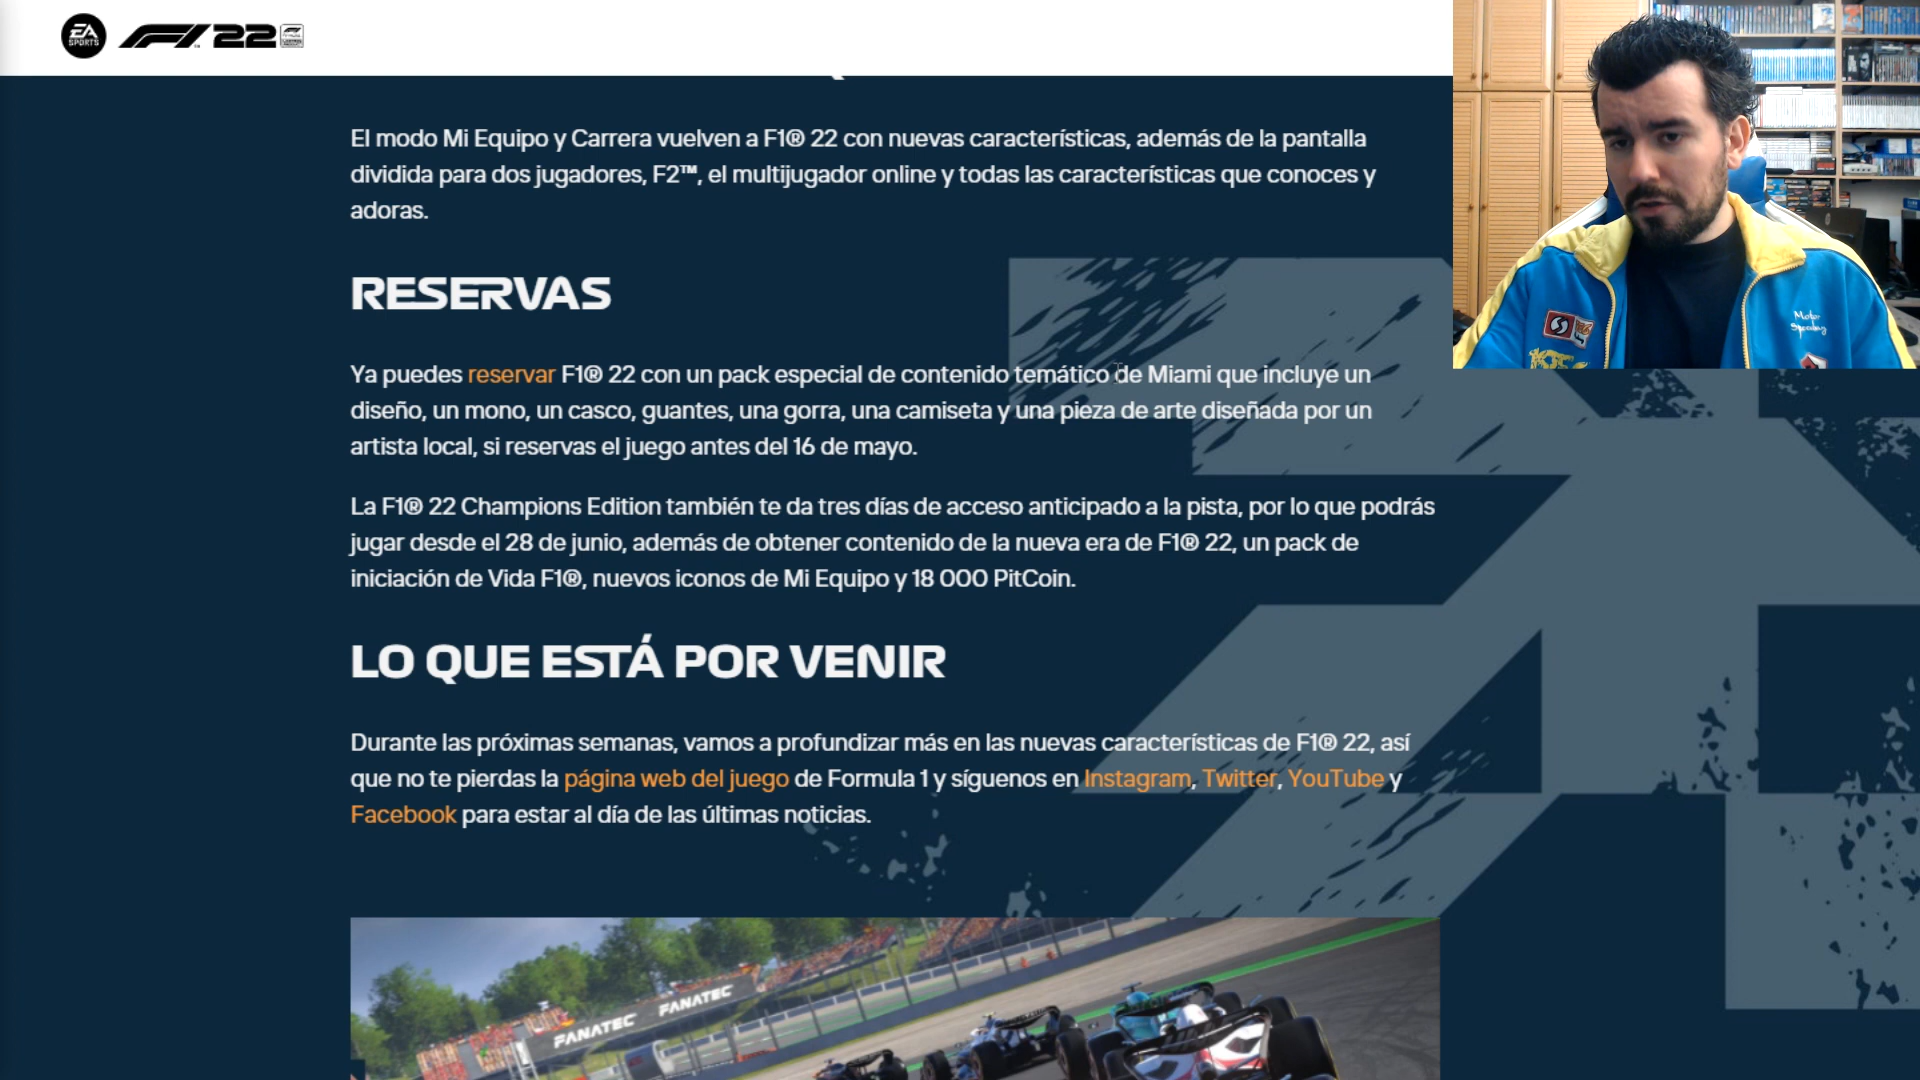 EA
SPORTS
F1 22
El modo Mi Equipo y Carrera vuelven a F1® 22 con nuevas características, además de la pantalla
dividida para dos jugadores, F2™, el multijugador online y todas las características que conoces y
adoras.
RESERVAS
Ya puedes reservar F1® 22 con un pack especial de contenido temático de Miami que incluye un
diseño, un mono, un casco, guantes, una gorra, una camiseta y una pieza de arte diseñada por un
artista local, si reservas el juego antes del 16 de mayo.
La F1® 22 Champions Edition también te da tres días de acceso anticipado a la pista, por lo que podrás
jugar desde el 28 de junio, además de obtener contenido de la nueva era de F1® 22, un pack de
iniciación de Vida F1®, nuevos iconos de Mi Equipo y 18 000 PitCoin.
LO QUE ESTÁ POR VENIR
Durante las próximas semanas, vamos a profundizar más en las nuevas características de F1® 22, así
que no te pierdas la página web del juego de Formula 1 y síguenos en Instagram, Twitter, YouTube y
Facebook para estar al día de las últimas noticias.
FANATEC FANATEC